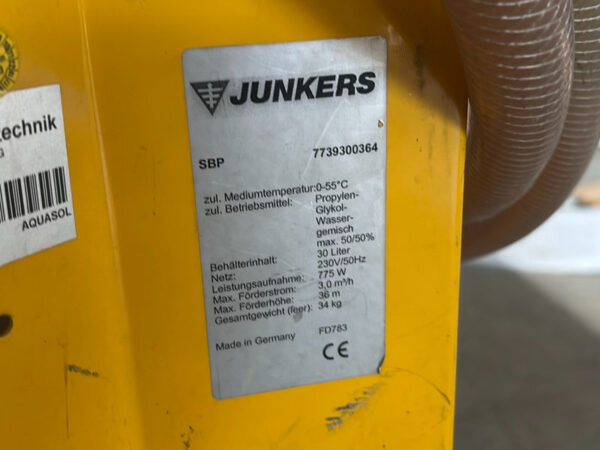 technik
G
AQUASOL
JUNKERS
SBP 7739300364
zul. Mediumtemperatur: 0-55°C
zul. Betriebsmittel: Propylen-
Glykol-
Wasser-
gemisch
max. 50/50%
Behälterinhalt: 30 Liter
Netz: 230V/50Hz
Leistungsaufnahme: 775 W
Max. Förderstrom: 3,0 m³/h
Max. Förderhöhe: 36 m
Gesamtgewicht (leer): 34 kg
Made in Germany FD783
CE